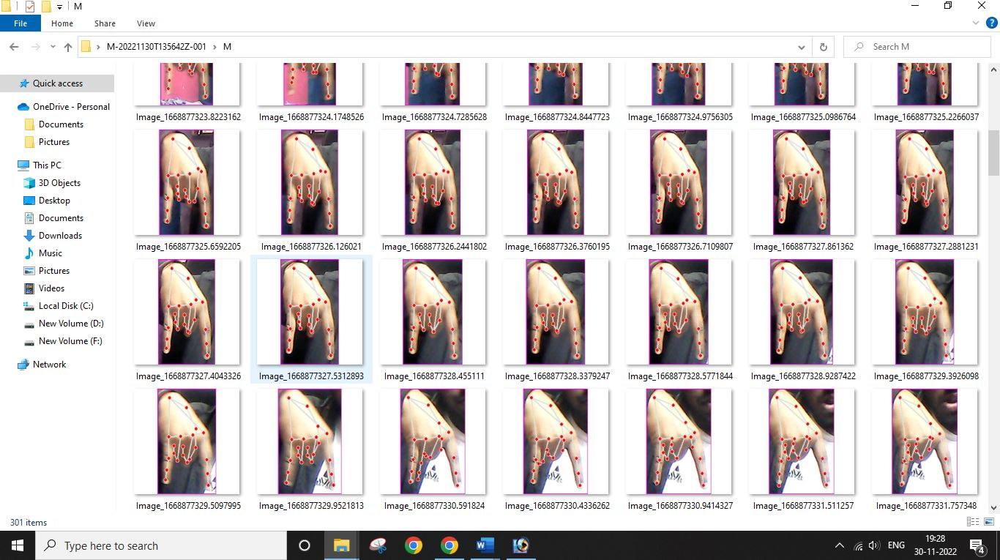 M
File
Home
Share
View
M-20221130T135642Z-001
M
Search M
Quick access
OneDrive - Personal
Documents
Pictures
This PC
3D Objects
Desktop
Documents
Downloads
Music
Pictures
Videos
Local Disk (C:)
New Volume (D:)
New Volume (F:)
Network
Image_1668877323.8223162
Image_1668877324.1748526
Image_1668877324.7285628
Image_1668877324.8447723
Image_1668877324.9756305
Image_1668877325.0986764
Image_1668877325.2266037
Image_1668877325.6592205
Image_1668877326.126021
Image_1668877326.2441802
Image_1668877326.3760195
Image_1668877326.7109807
Image_1668877327.861362
Image_1668877327.2881231
Image_1668877327.4043326
Image_1668877327.5312893
Image_1668877328.455111
Image_1668877328.3379247
Image_1668877328.5771844
Image_1668877328.9287422
Image_1668877329.3926098
Image_1668877329.5097995
Image_1668877329.9521813
Image_1668877330.591824
Image_1668877330.4336262
Image_1668877330.9414327
Image_1668877331.511257
Image_1668877331.757348
301 items
Type here to search
ENG
19:28
30-11-2022
4